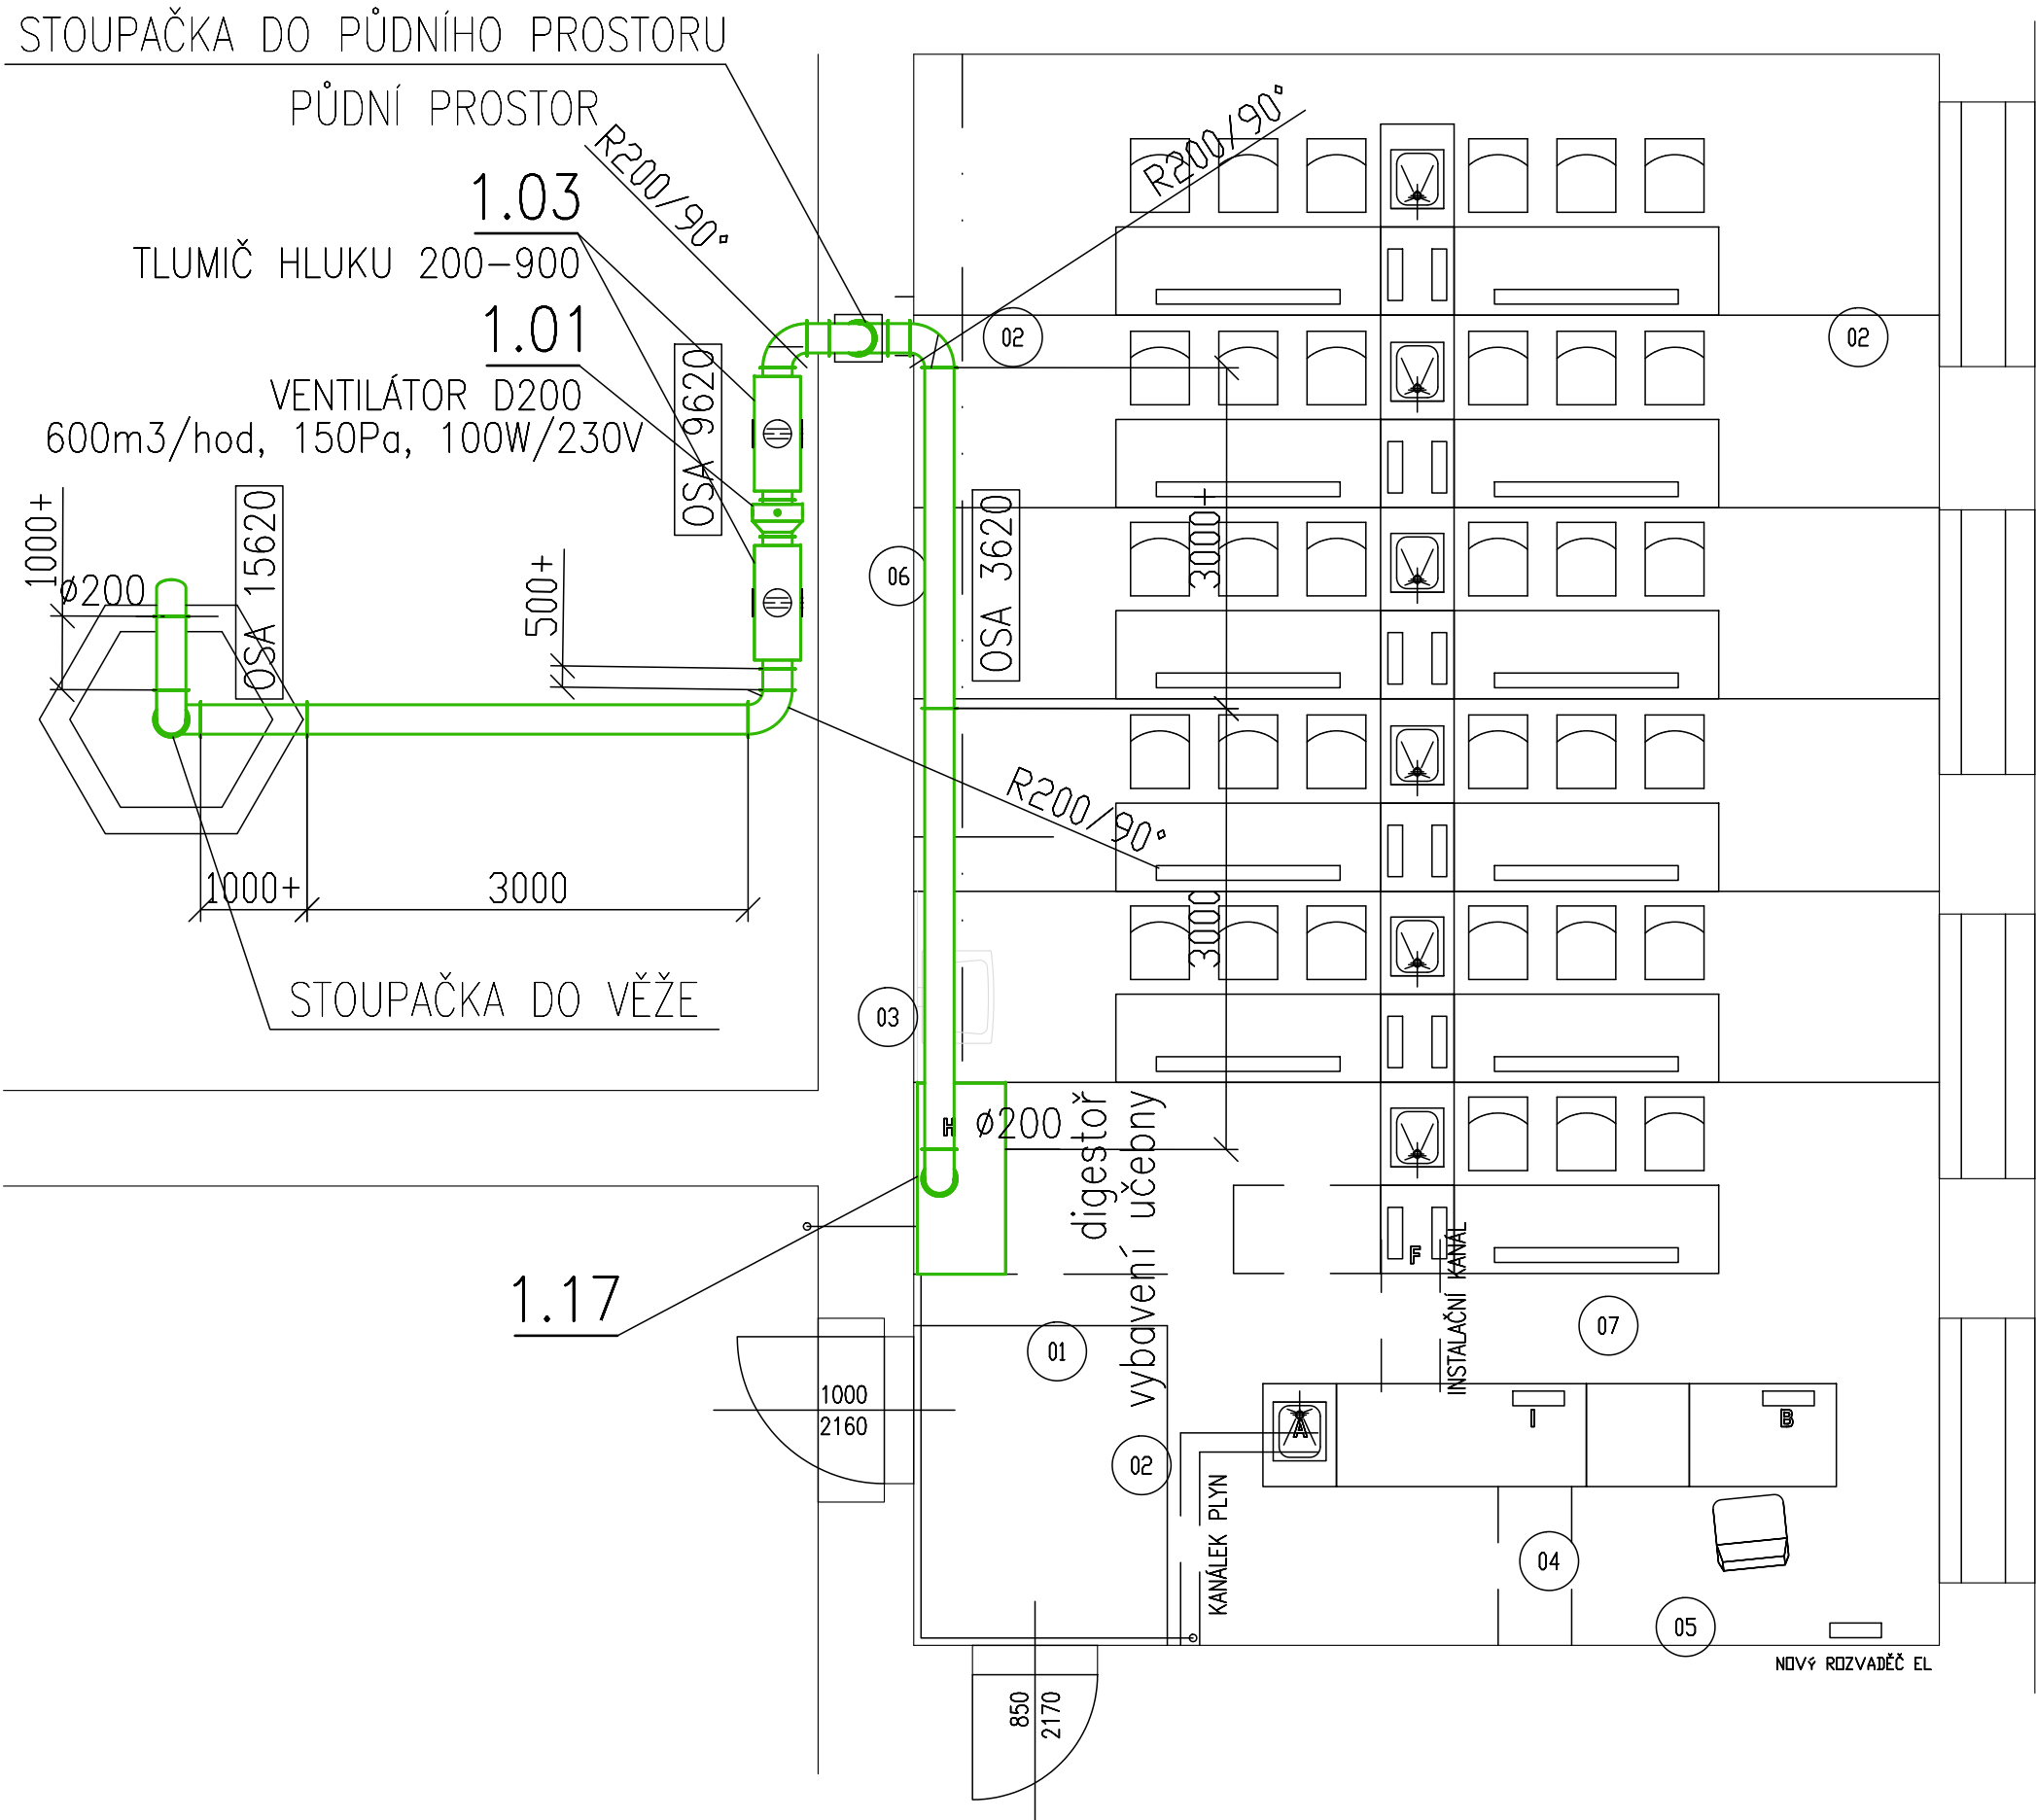 STOUPAČKA DO PŮDNÍHO PROSTORU
PŮDNÍ PROSTOR
R200/90°
R200/90°
1.03
TLUMIČ HLUKU 200-900
1.01
VENTILÁTOR D200
600m3/hod, 150Pa, 100W/230V
OSA 9620
02
02
1000+
ø200
OSA 15620
500+
06
OSA 3620
3000+
R200/90°
1000+
3000
3000
STOUPAČKA DO VĚŽE
03
H
ø200
digestoř
vybavení učebny
1.17
F
INSTALAČNÍ KANÁL
01
07
1000
2160
A
I
B
02
KANÁLEK PLYN
04
05
NOVÝ ROZVADĚČ EL
850
2170